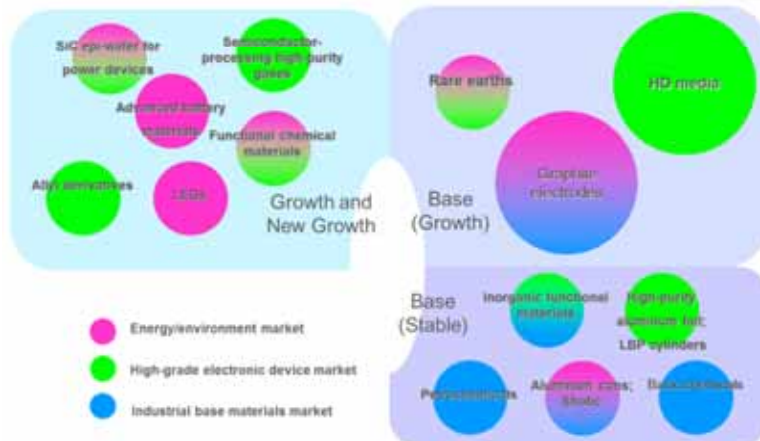 SiC epi-wafer for
power devices
Semiconductor-
processing high-purity
gases
Advanced battery
materials
Functional chemical
materials
Allyl derivatives
LEDs
Growth and
New Growth
Rare earths
HD media
Graphite
electrodes
Base
(Growth)
Base
(Stable)
Inorganic functional
materials
High-purity
aluminum foil;
LBP cylinders
Petrochemicals
Aluminum cans;
Shotic
Basic chemicals
Energy/environment market
High-grade electronic device market
Industrial base materials market